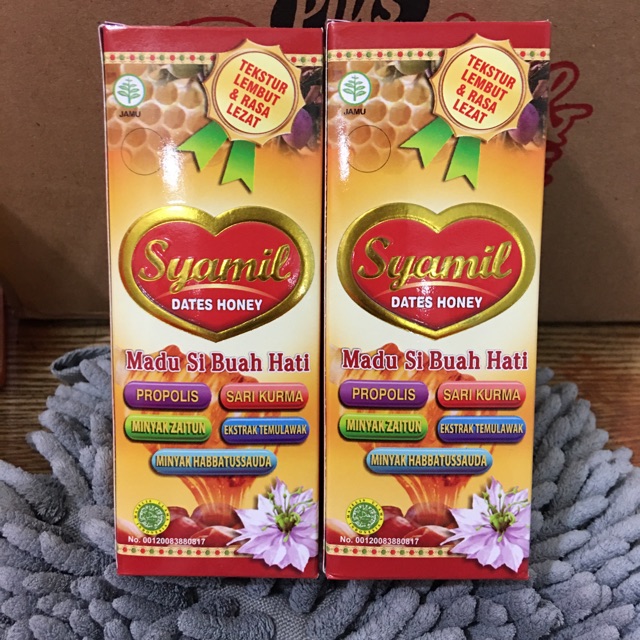 Plus
JAMU
TEKSTUR
LEMBUT
& RASA
LEZAT
Syamil
DATES HONEY
Madu Si Buah Hati
PROPOLIS
SARI KURMA
MINYAK ZAITUN
EKSTRAK TEMULAWAK
MINYAK HABBATUSSAUDA
No. 00120083880817
JAMU
TEKSTUR
LEMBUT
& RASA
LEZAT
Syamil
DATES HONEY
Madu Si Buah Hati
PROPOLIS
SARI KURMA
MINYAK ZAITUN
EKSTRAK TEMULAWAK
MINYAK HABBATUSSAUDA
No. 00120083880817